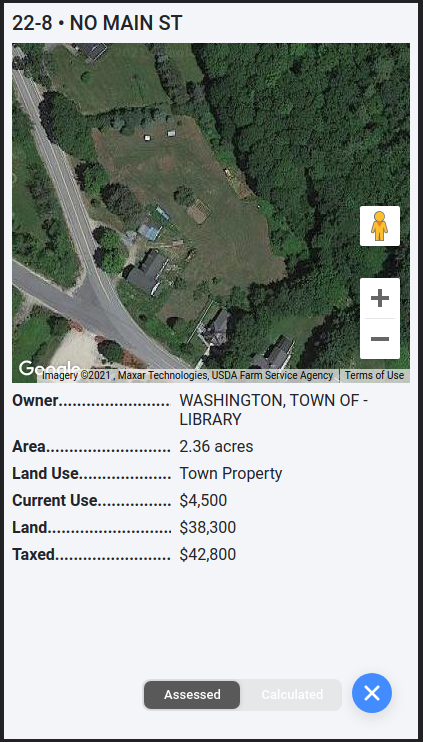 22-8 • NO MAIN ST
Google
Imagery ©2021 , Maxar Technologies, USDA Farm Service Agency
Terms of Use
Owner......................... WASHINGTON, TOWN OF -
LIBRARY
Area............................ 2.36 acres
Land Use..................... Town Property
Current Use................. $4,500
Land............................ $38,300
Taxed.......................... $42,800
Assessed
Calculated